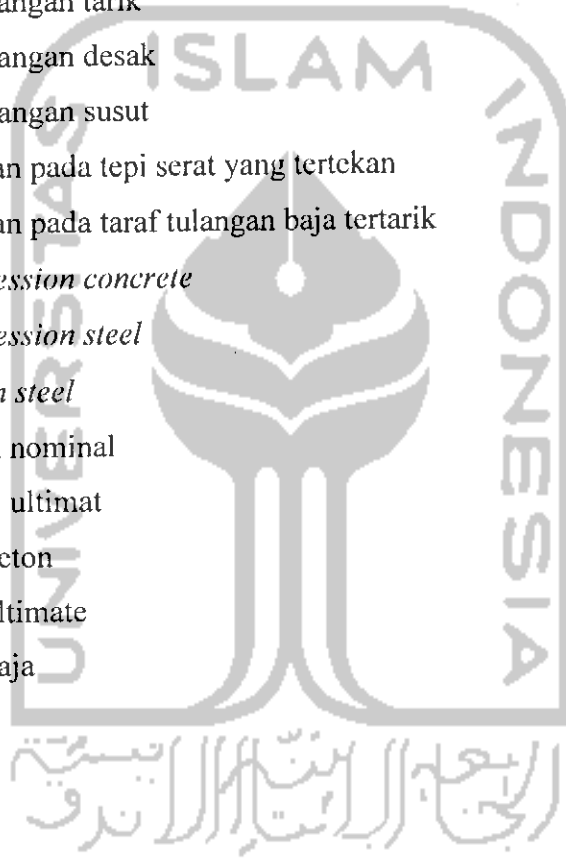 angan tarik
angan desak
angan susut
an pada tepi serat yang tertekan
an pada taraf tulangan baja tertarik
ession concrete
ession steel
n steel
nominal
ultimat
eton
ltimate
aja
UNIVERSITAS
ISLAM
INDONESIA